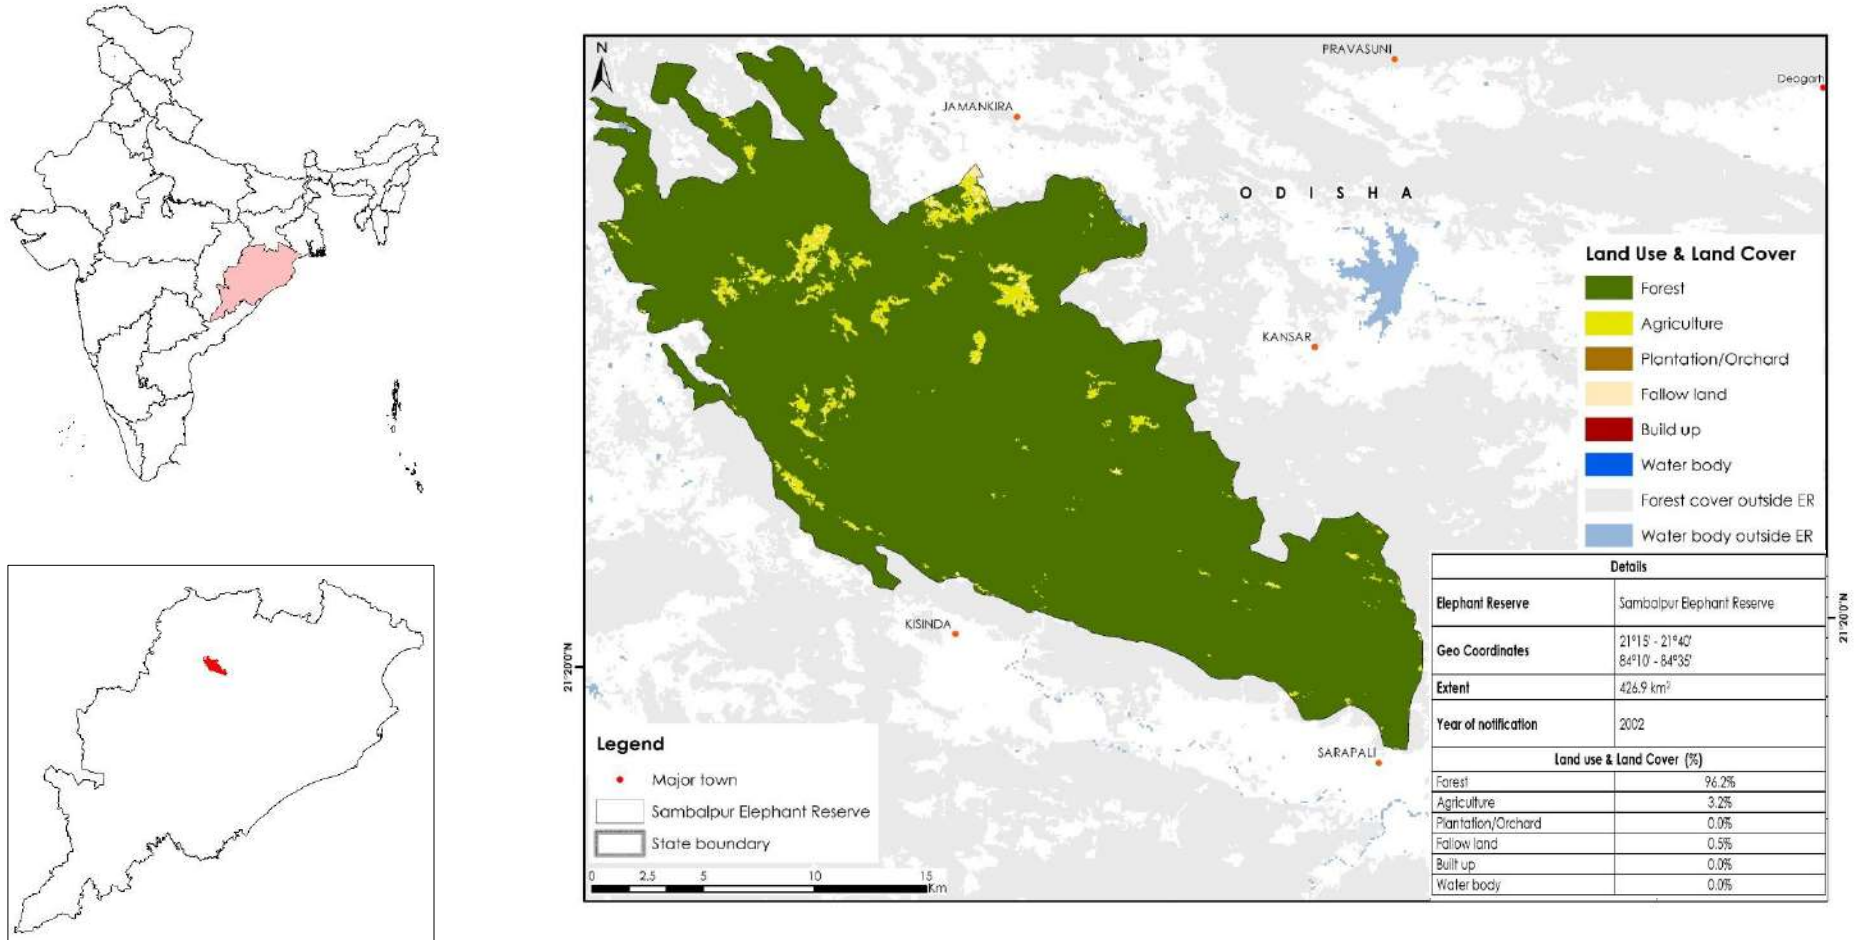 N
PRAVASUNI
Deogarh
JAMANKIRA
ODISHA
KANSAR
KISINDA
SARAPALI
21°20'0"N
21°20'0"N
Land Use & Land Cover
Forest
Agriculture
Plantation/Orchard
Fallow land
Build up
Water body
Forest cover outside ER
Water body outside ER
Legend
Major town
Sambalpur Elephant Reserve
State boundary
0 2.5 5 10 15
Km
Details
Elephant Reserve Sambalpur Elephant Reserve
Geo Coordinates 21°15' - 21°40'
84°10' - 84°35'
Extent 426.9 km²
Year of notification 2002
Land use & Land Cover (%)
Forest 96.2%
Agriculture 3.2%
Plantation/Orchard 0.0%
Fallow land 0.5%
Built up 0.0%
Water body 0.0%